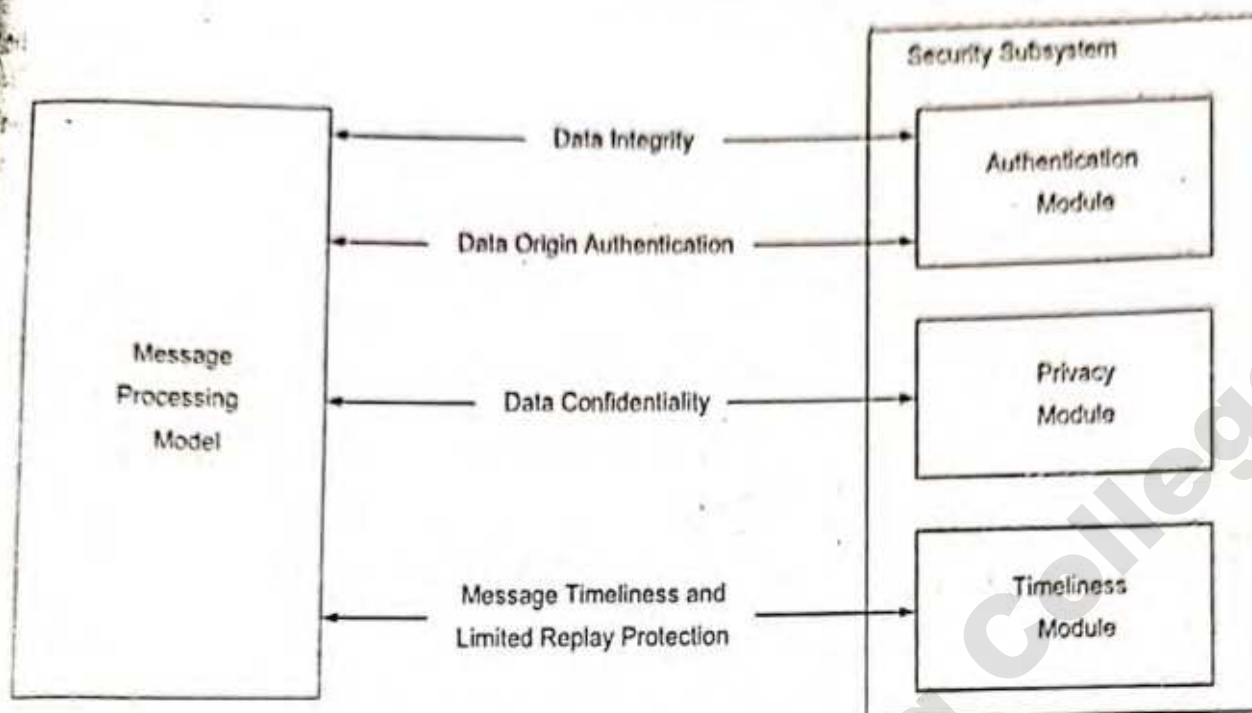 Security Subsystem
Data Integrity
Authentication
Module
Data Origin Authentication
Message
Processing
Model
Data Confidentiality
Privacy
Module
Message Timeliness and
Limited Replay Protection
Timeliness
Module
College